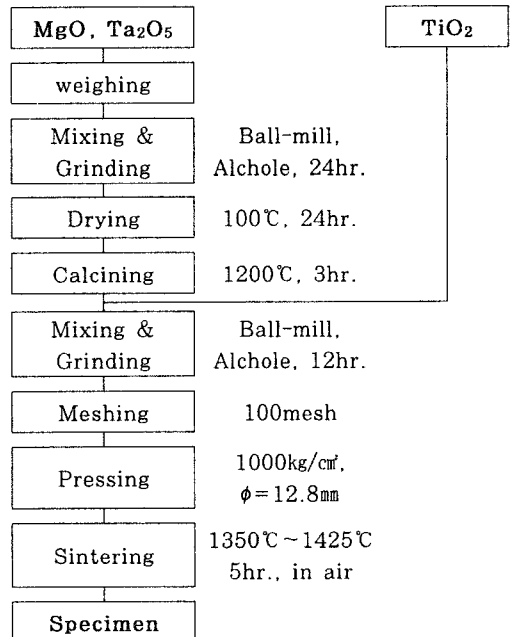 MgO, Ta₂O₅
TiO₂
weighing
Mixing &
Grinding
Ball-mill,
Alchole, 24hr.
Drying
100℃, 24hr.
Calcining
1200℃, 3hr.
Mixing &
Grinding
Ball-mill,
Alchole, 12hr.
Meshing
100mesh
Pressing
1000kg/㎠,
ϕ=12.8㎜
Sintering
1350℃~1425℃
5hr., in air
Specimen